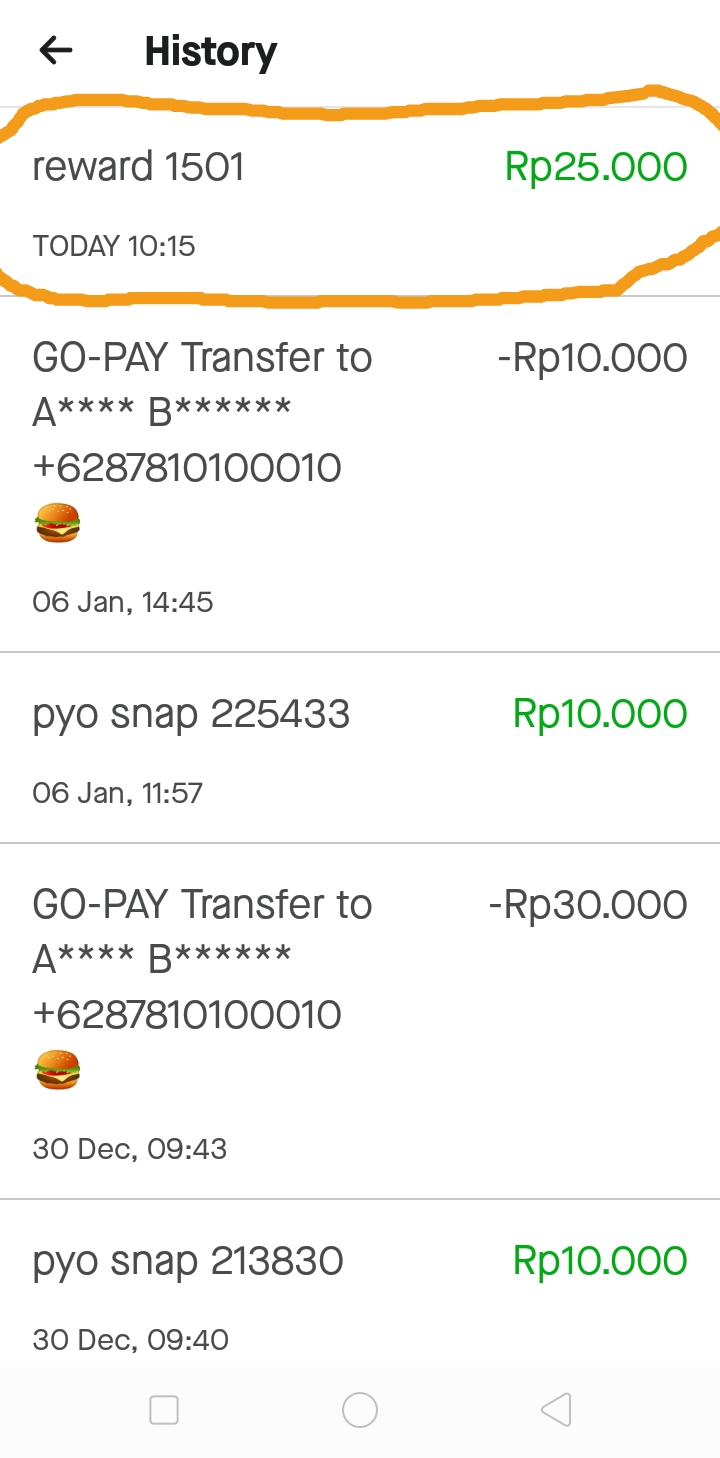 History
reward 1501 Rp25.000
TODAY 10:15
GO-PAY Transfer to -Rp10.000
A**** B******
+6287810100010
🍔
06 Jan, 14:45
pyo snap 225433 Rp10.000
06 Jan, 11:57
GO-PAY Transfer to -Rp30.000
A**** B******
+6287810100010
🍔
30 Dec, 09:43
pyo snap 213830 Rp10.000
30 Dec, 09:40